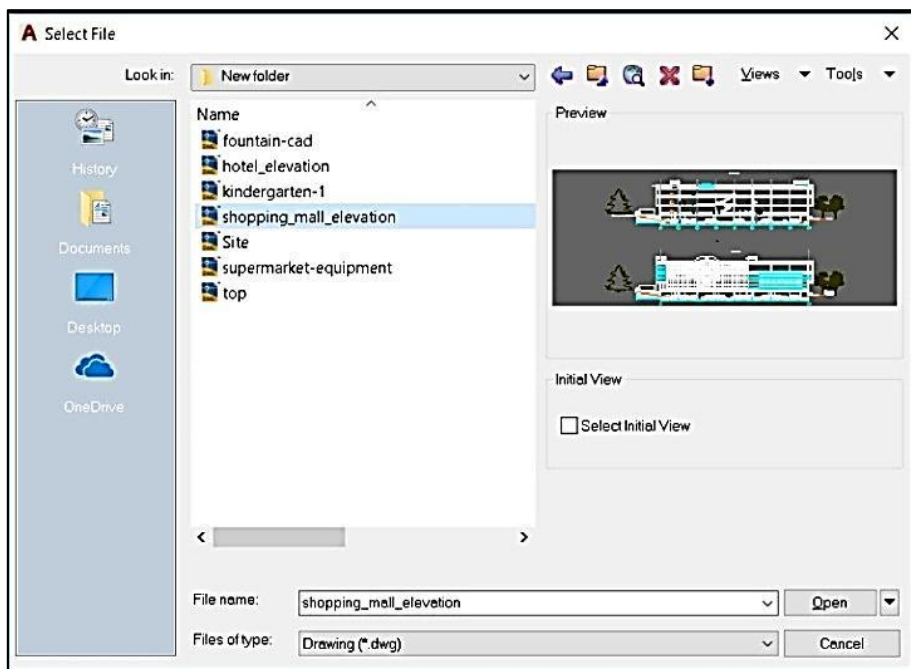 A Select File
Look in: New folder Views Tools
History
Documents
Desktop
OneDrive
Name
fountain-cad
hotel_elevation
kindergarten-1
shopping_mall_elevation
Site
supermarket-equipment
top
Preview
Initial View
Select Initial View
File name: shopping_mall_elevation Open
Files of type: Drawing (*.dwg) Cancel